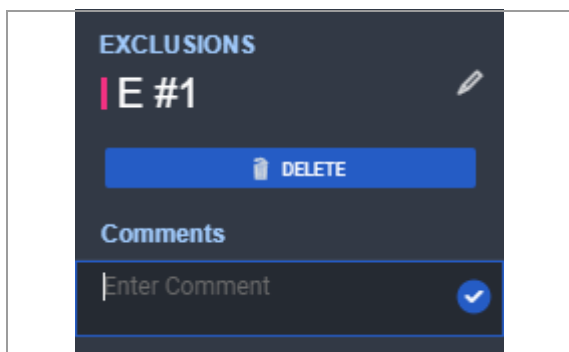 EXCLUSIONS
E #1
DELETE
Comments
Enter Comment